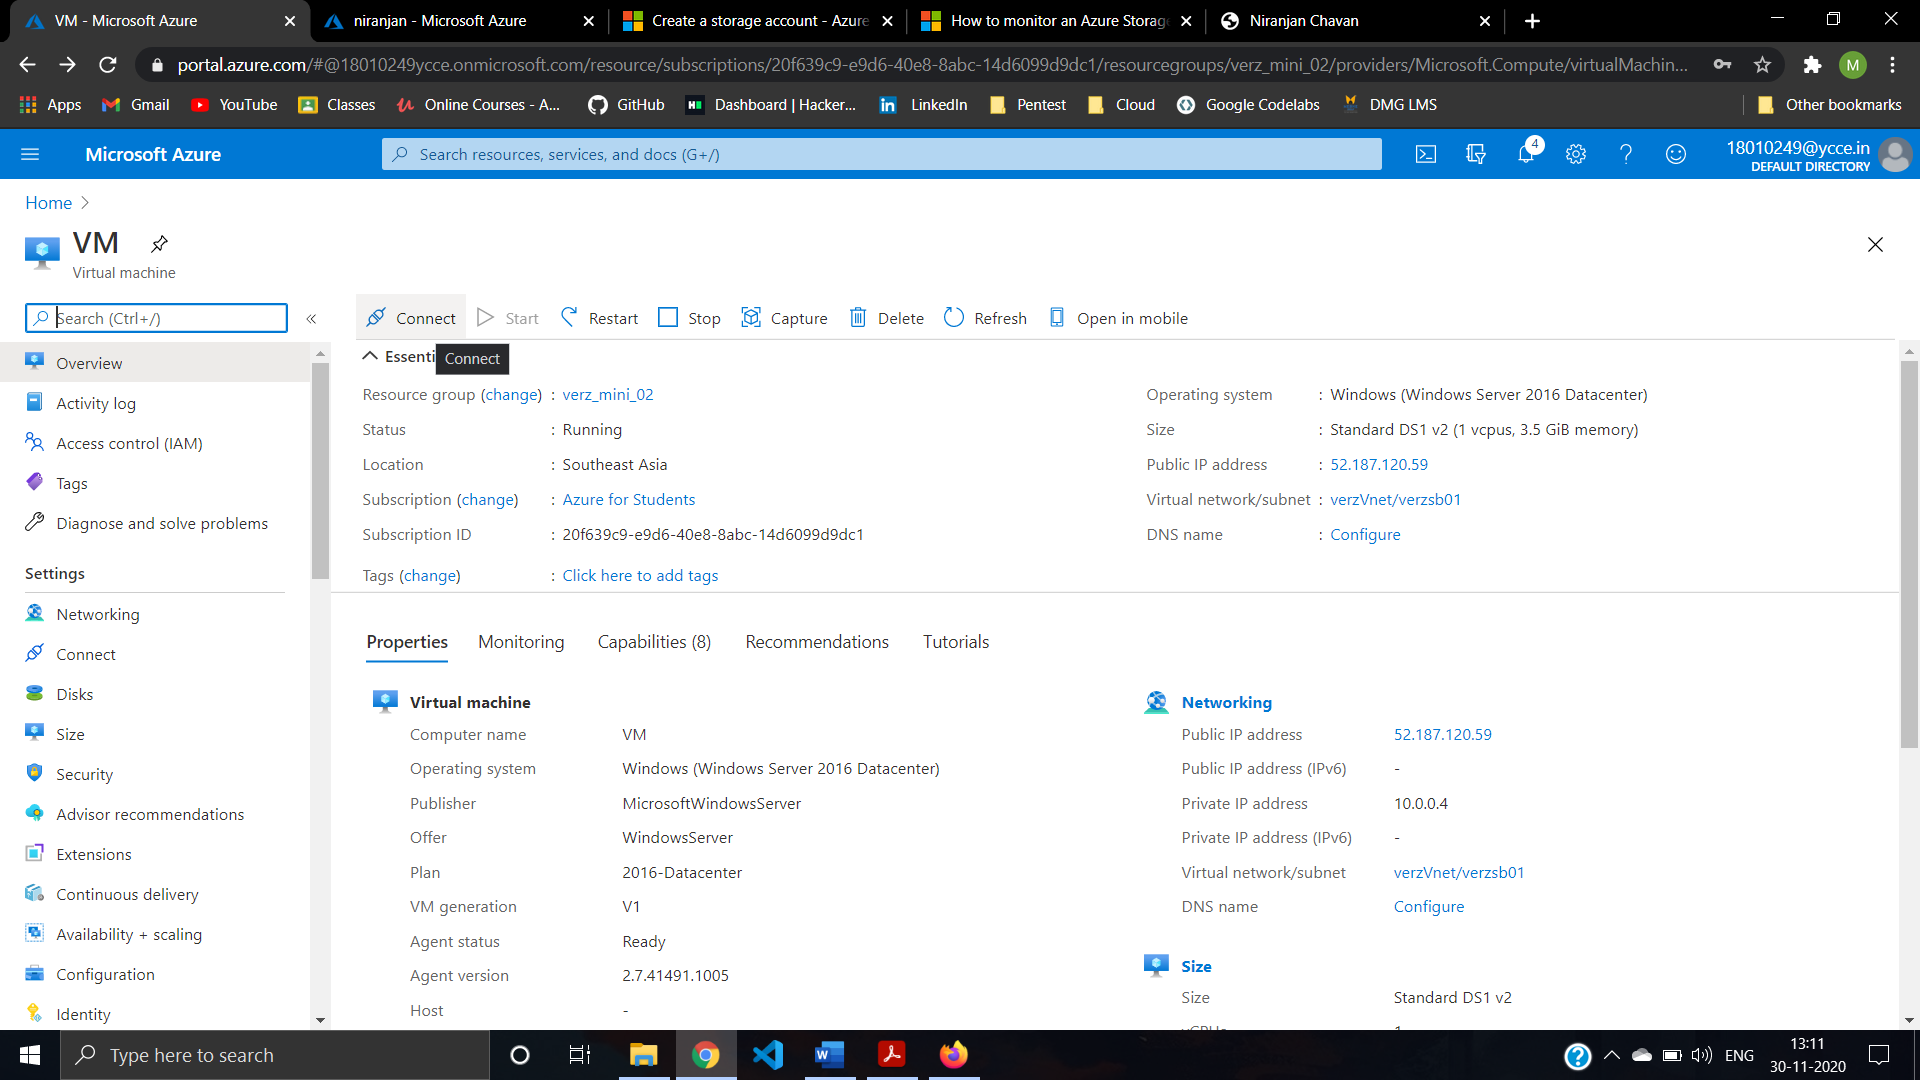 VM - Microsoft Azure
niranjan - Microsoft Azure
Create a storage account - Azure
How to monitor an Azure Storag
Niranjan Chavan
portal.azure.com/#@18010249ycce.onmicrosoft.com/resource/subscriptions/20f639c9-e9d6-40e8-8abc-14d6099d9dc1/resourcegroups/verz_mini_02/providers/Microsoft.Compute/virtualMachin...
M
Apps
Gmail
YouTube
Classes
Online Courses - A...
GitHub
Dashboard | Hacker...
LinkedIn
Pentest
Cloud
Google Codelabs
DMG LMS
Other bookmarks
Microsoft Azure
Search resources, services, and docs (G+/)
4
18010249@ycce.in
DEFAULT DIRECTORY
Home
VM
Virtual machine
Search (Ctrl+/)
Overview
Activity log
Access control (IAM)
Tags
Diagnose and solve problems
Settings
Networking
Connect
Disks
Size
Security
Advisor recommendations
Extensions
Continuous delivery
Availability + scaling
Configuration
Identity
Connect
Start
Restart
Stop
Capture
Delete
Refresh
Open in mobile
Essenti
Connect
Resource group (change) : verz_mini_02
Status : Running
Location : Southeast Asia
Subscription (change) : Azure for Students
Subscription ID : 20f639c9-e9d6-40e8-8abc-14d6099d9dc1
Tags (change) : Click here to add tags
Operating system : Windows (Windows Server 2016 Datacenter)
Size : Standard DS1 v2 (1 vcpus, 3.5 GiB memory)
Public IP address : 52.187.120.59
Virtual network/subnet : verzVnet/verzsb01
DNS name : Configure
Properties
Monitoring
Capabilities (8)
Recommendations
Tutorials
Virtual machine
Computer name VM
Operating system Windows (Windows Server 2016 Datacenter)
Publisher MicrosoftWindowsServer
Offer WindowsServer
Plan 2016-Datacenter
VM generation V1
Agent status Ready
Agent version 2.7.41491.1005
Host -
Networking
Public IP address 52.187.120.59
Public IP address (IPv6) -
Private IP address 10.0.0.4
Private IP address (IPv6) -
Virtual network/subnet verzVnet/verzsb01
DNS name Configure
Size
Size Standard DS1 v2
Type here to search
ENG
13:11
30-11-2020